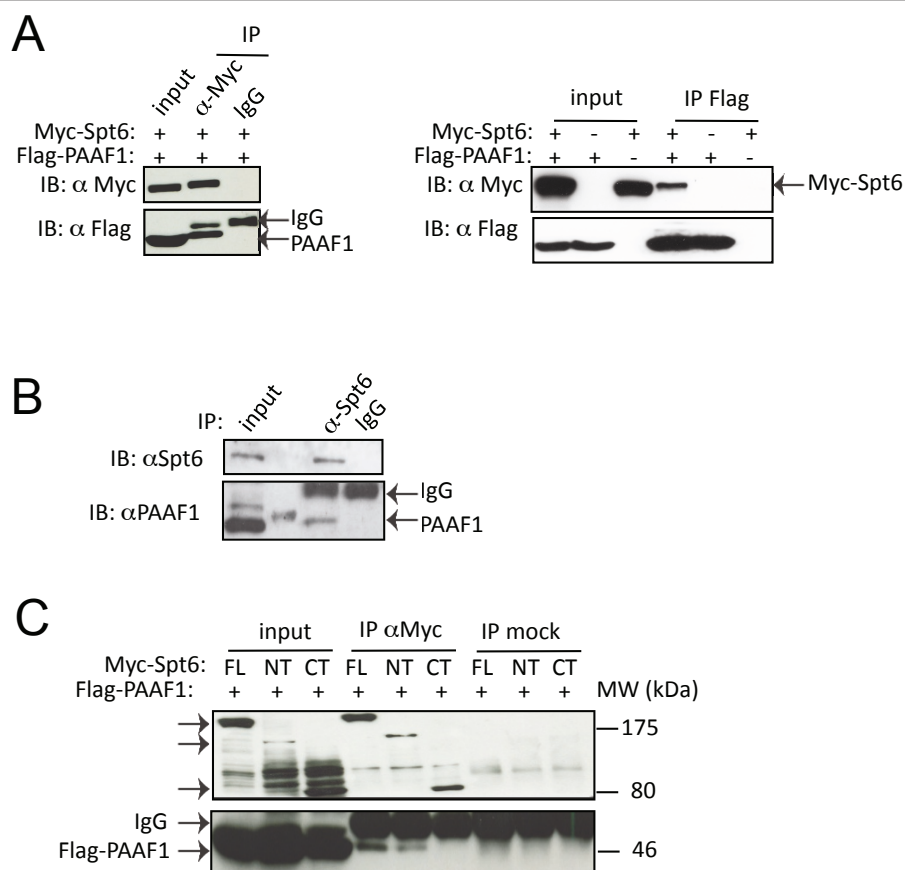 A
IP
input
α-Myc
IgG
Myc-Spt6: + + +
Flag-PAAF1: + + +
IB: α Myc
IB: α Flag
IgG
PAAF1
input IP Flag
Myc-Spt6: + - + + - +
Flag-PAAF1: + + - + + -
IB: α Myc
Myc-Spt6
IB: α Flag
B
IP: input α-Spt6 IgG
IB: αSpt6
IB: αPAAF1
IgG
PAAF1
C
input IP αMyc IP mock
Myc-Spt6: FL NT CT FL NT CT FL NT CT
Flag-PAAF1: + + + + + + + + + MW (kDa)
175
80
IgG
Flag-PAAF1
46